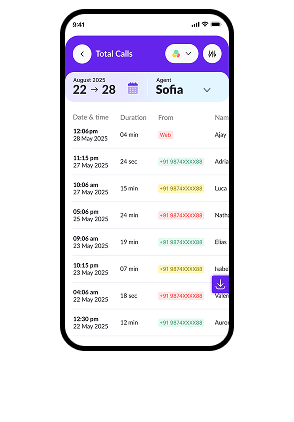 9:41
Total Calls
August 2025 Agent
22 → 28 Sofia
Date & time Duration From Nam
12:06 pm
28 May 2025 04 min Web Ajay
11:15 pm
27 May 2025 24 sec +91 9874XXXX88 Adria
10:06 am
27 May 2025 15 min +91 9874XXXX88 Luca
05:06 pm
25 May 2025 24 min +91 9874XXXX88 Natha
09:06 am
23 May 2025 19 min +91 9874XXXX88 Elias
10:15 pm
23 May 2025 07 min +91 9874XXXX88 Isabe
04:06 am
22 May 2025 18 sec +91 9874XXXX88 Valer
12:30 pm
22 May 2025 12 min +91 9874XXXX88 Auror